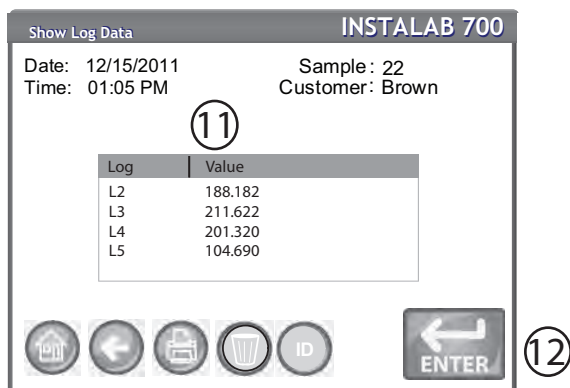 Show Log Data INSTALAB 700
Date: 12/15/2011 Sample: 22
Time: 01:05 PM Customer: Brown
11
Log Value
L2 188.182
L3 211.622
L4 201.320
L5 104.690
ID
ENTER
12